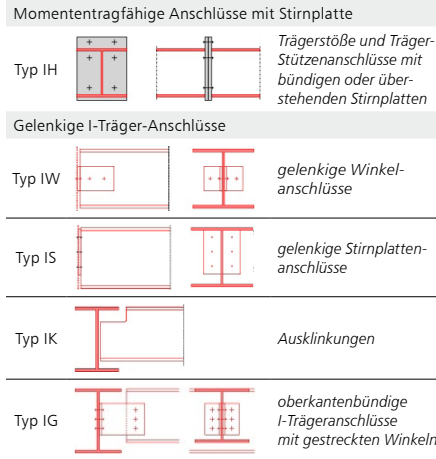 Momententragfähige Anschlüsse mit Stirnplatte
Typ IH
Trägerstöße und Träger-
Stützenanschlüsse mit
bündigen oder über-
stehenden Stirnplatten
Gelenkige I-Träger-Anschlüsse
Typ IW
gelenkige Winkel-
anschlüsse
Typ IS
gelenkige Stirnplatten-
anschlüsse
Typ IK
Ausklinkungen
Typ IG
oberkantenbündige
I-Trägeranschlüsse
mit gestreckten Winkeln